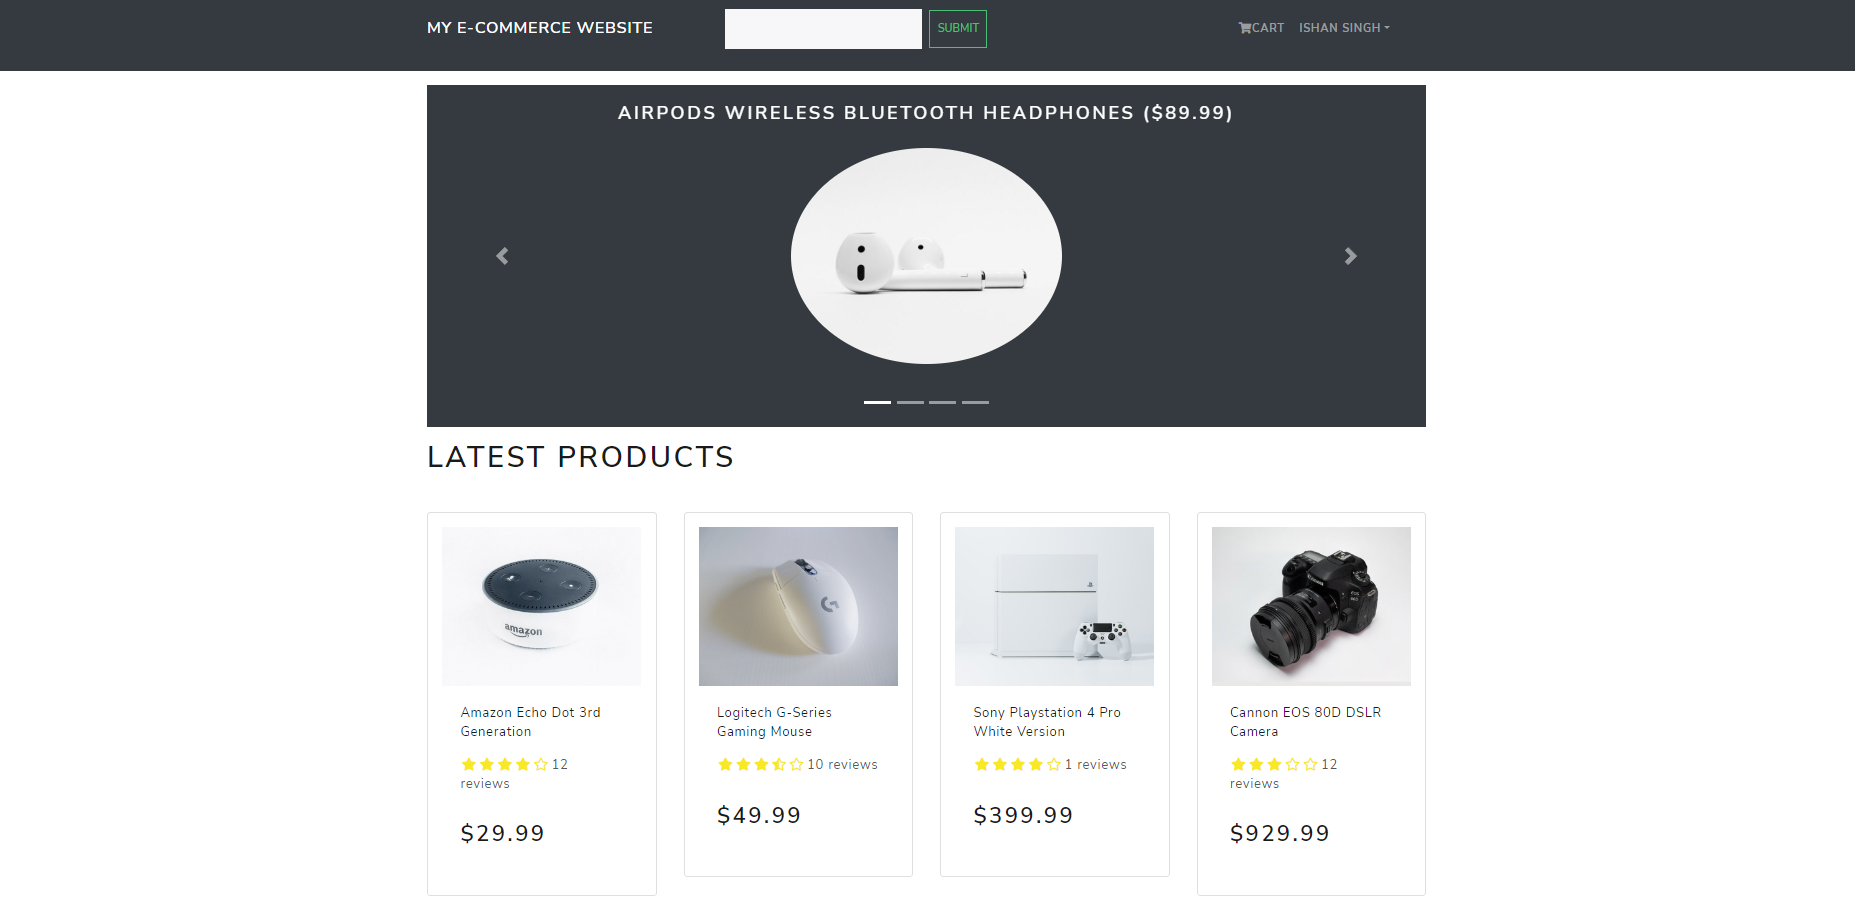 MY E-COMMERCE WEBSITE
SUBMIT
CART
ISHAN SINGH
AIRPODS WIRELESS BLUETOOTH HEADPHONES ($89.99)
LATEST PRODUCTS
amazon
Amazon Echo Dot 3rd
Generation
12
reviews
$29.99
G
Logitech G-Series
Gaming Mouse
10 reviews
$49.99
Sony Playstation 4 Pro
White Version
1 reviews
$399.99
Cannon EOS 80D DSLR
Camera
12
reviews
$929.99